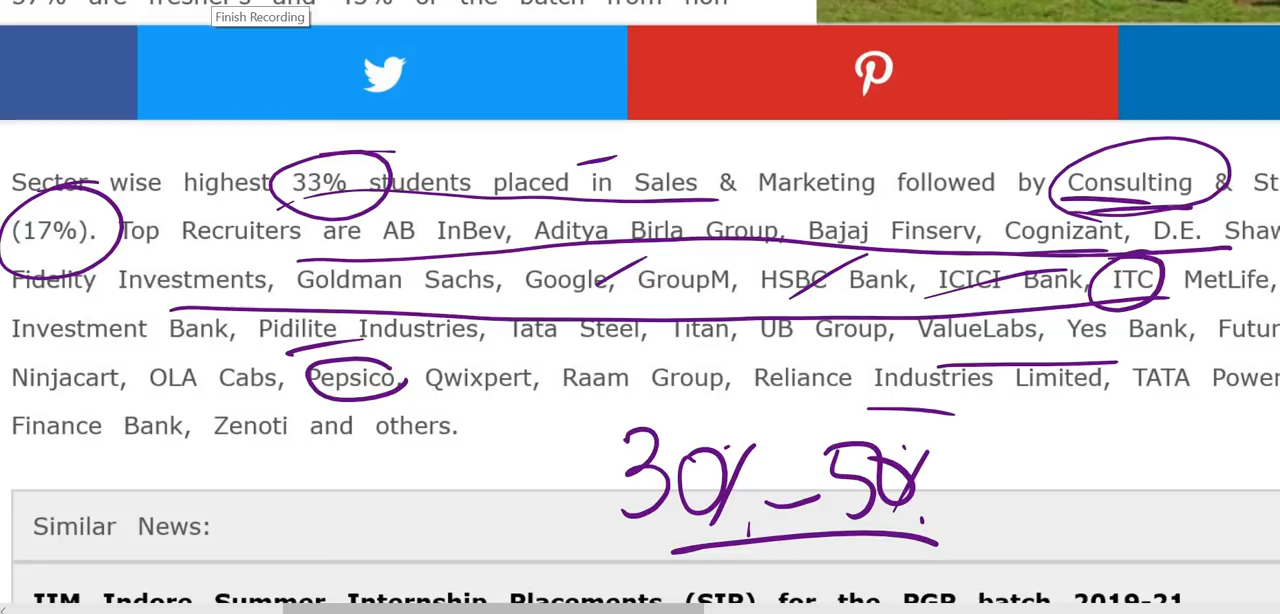 Finish Recording
Sector wise highest 33% students placed in Sales & Marketing followed by Consulting & St
(17%). Top Recruiters are AB InBev, Aditya Birla Group, Bajaj Finserv, Cognizant, D.E. Shaw
Fidelity Investments, Goldman Sachs, Google, GroupM, HSBC Bank, ICICI Bank, ITC MetLife,
Investment Bank, Pidilite Industries, Tata Steel, Titan, UB Group, ValueLabs, Yes Bank, Futur
Ninjacart, OLA Cabs, Pepsico, Qwixpert, Raam Group, Reliance Industries Limited, TATA Power
Finance Bank, Zenoti and others.
30% - 50%
Similar News:
IIM Indore Summer Internship Placements (SIP) for the PGP batch 2019-21